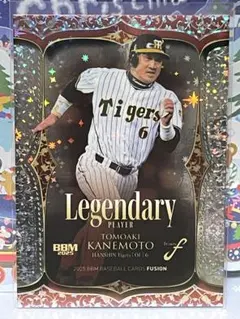 Tigers
6
Legendary
PLAYER
TOMOAKI
KANEMOTO
HANSHIN Tigers / OF / 6
BBM
2025
f
2025 BBM BASEBALL CARDS FUSION